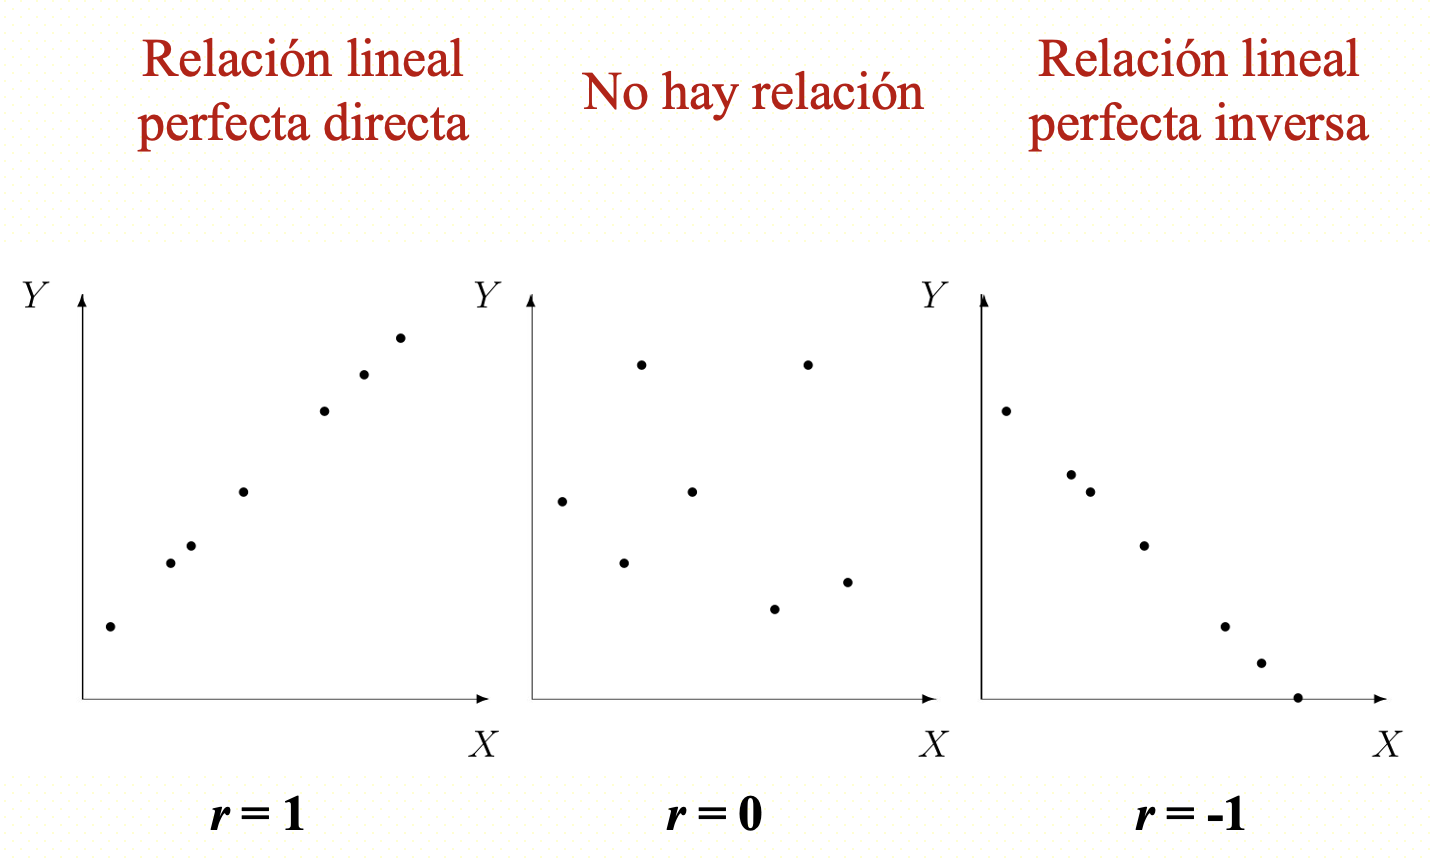 Relación lineal
perfecta directa
No hay relación
Relación lineal
perfecta inversa
Y
X
Y
X
Y
X
r = 1
r = 0
r = -1